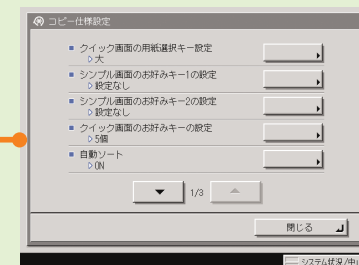 コピー仕様設定
■ クイック画面の用紙選択キー設定
▷大
■ シンプル画面のお好みキー1の設定
▷設定なし
■ シンプル画面のお好みキー2の設定
▷設定なし
■ クイック画面のお好みキーの設定
▷5個
■ 自動ソート
▷ON
▼ 1/3 ▲
閉じる
システム状況/中止